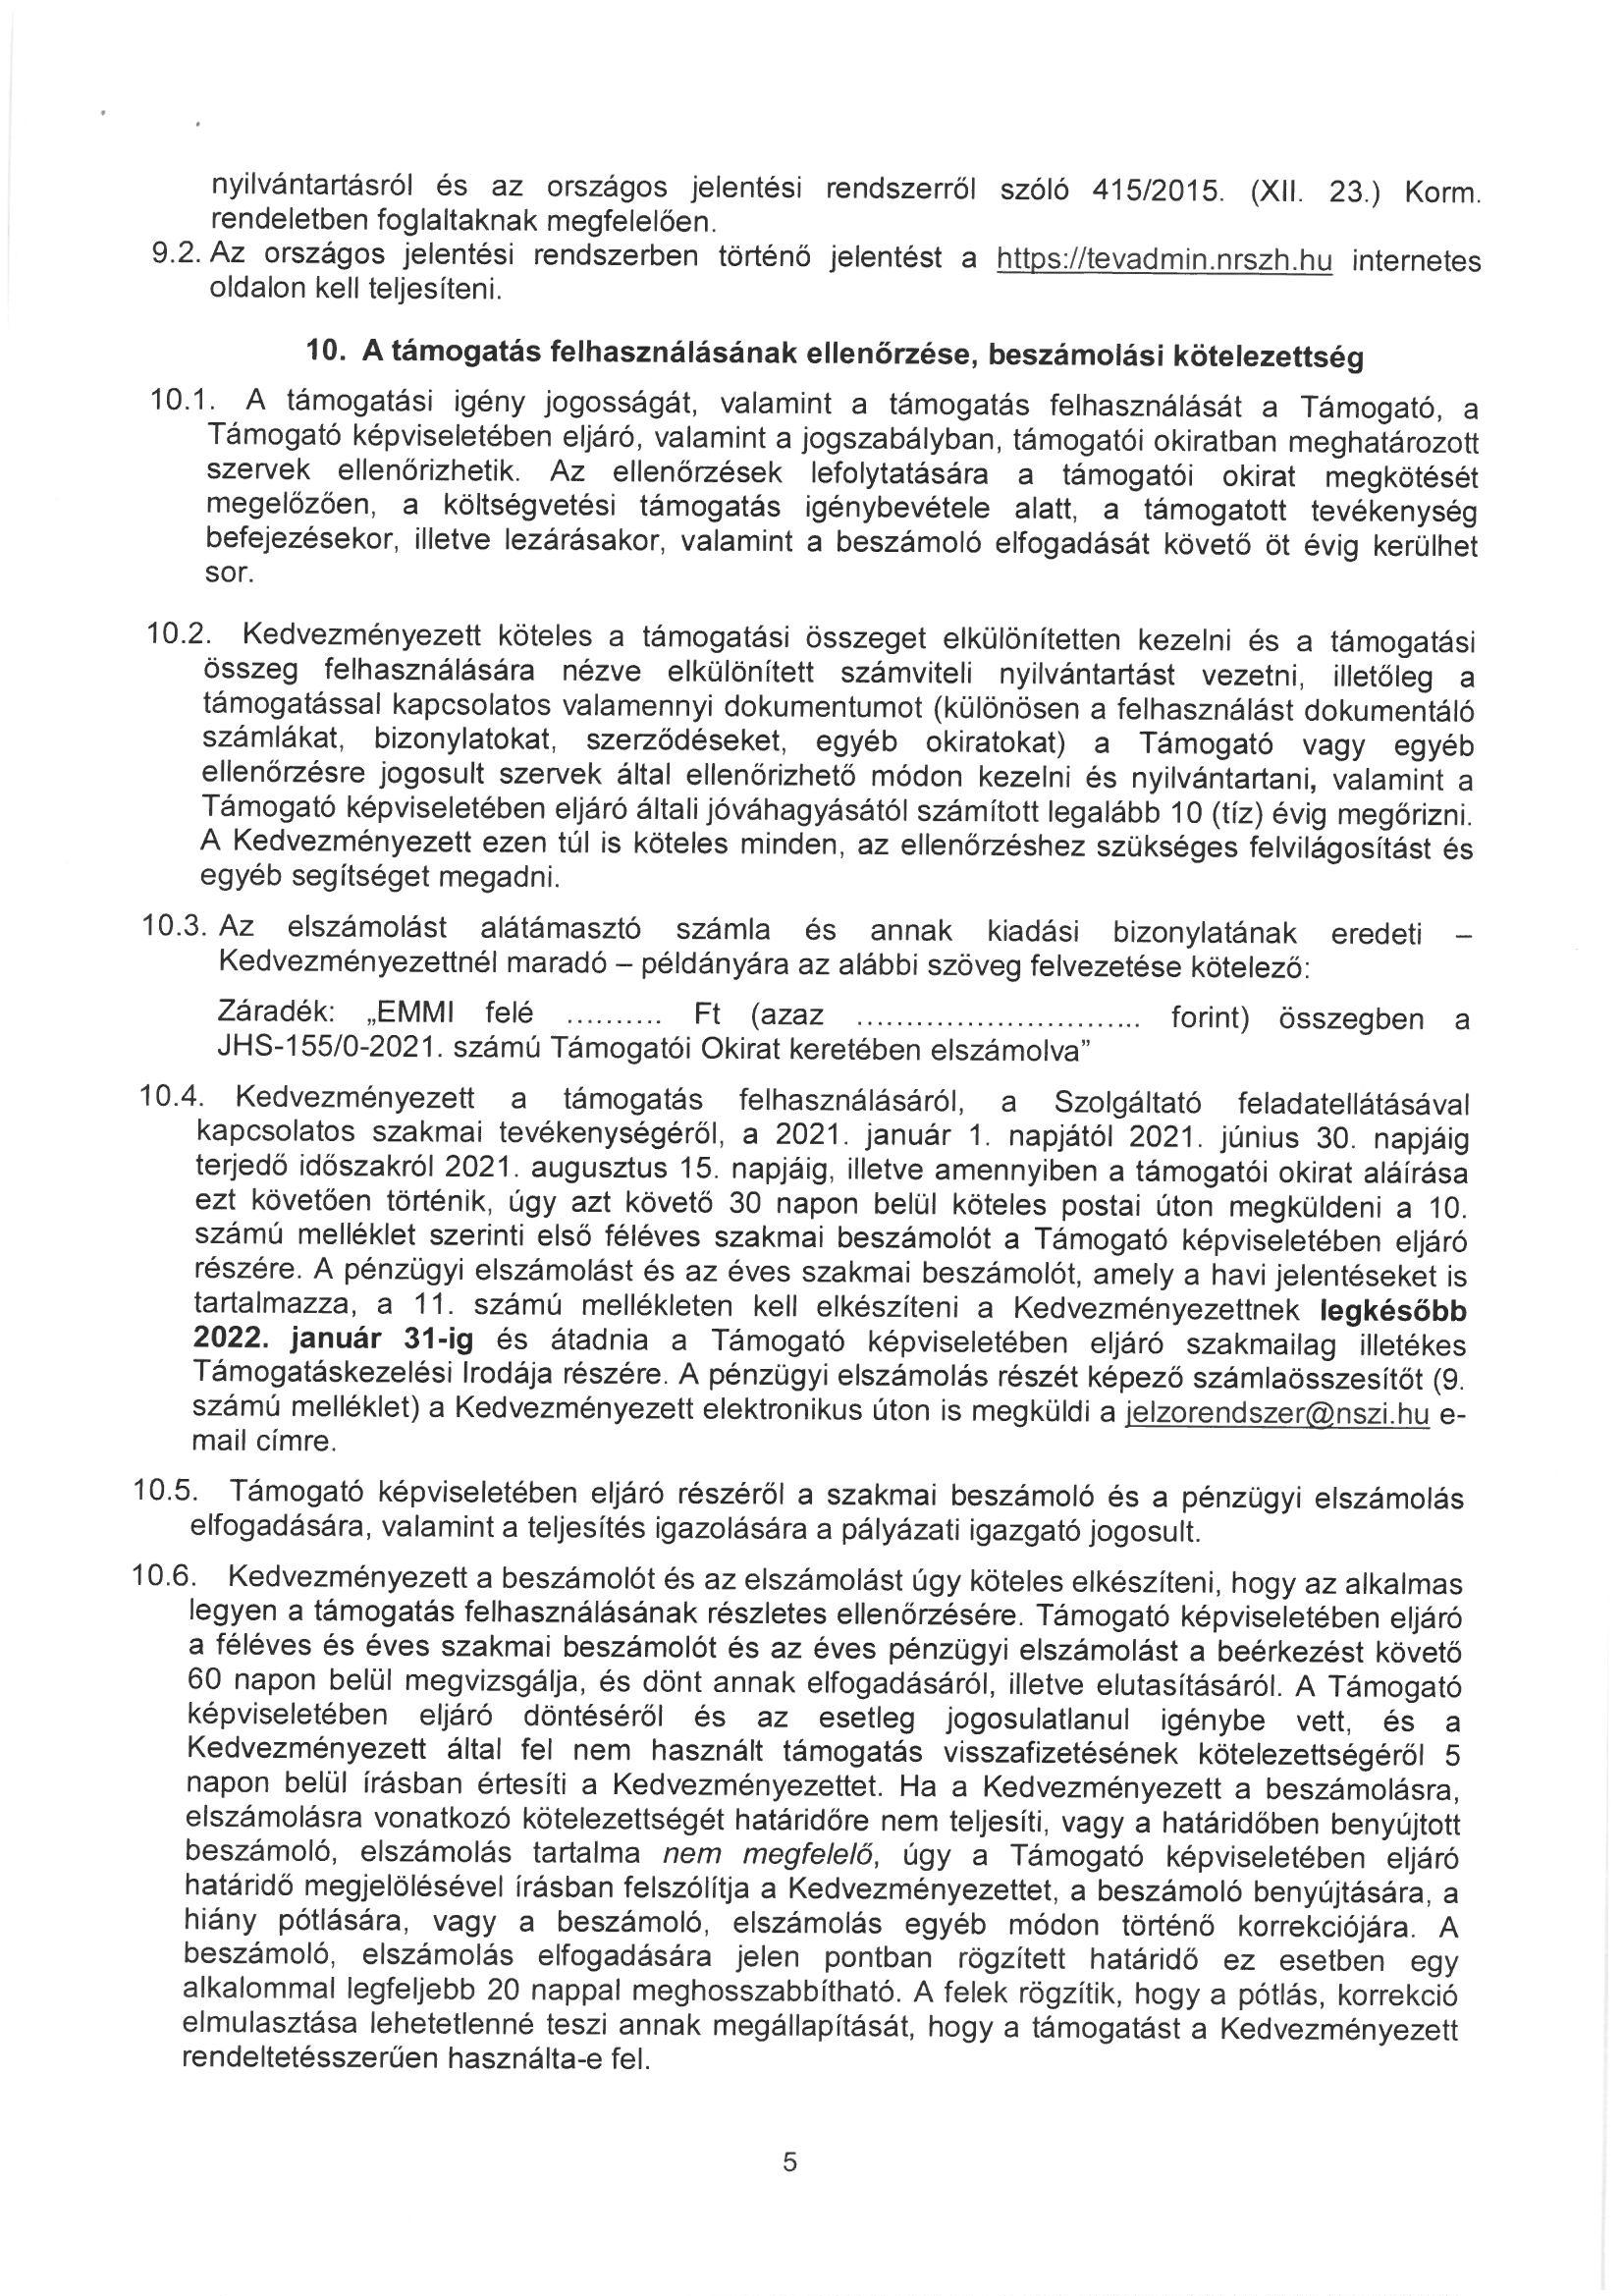 nyilvántartásról és az országos jelentési rendszerről szóló 415/2015. (XII. 23.) Korm.
rendeletben foglaltaknak megfelelően.
9.2. Az országos jelentési rendszerben történő jelentést a https://tevadmin.nrszh.hu internetes
oldalon kell teljesíteni.
10. A támogatás felhasználásának ellenőrzése, beszámolási kötelezettség
10.1. A támogatási igény jogosságát, valamint a támogatás felhasználását a Támogató, a
Támogató képviseletében eljáró, valamint a jogszabályban, támogatói okiratban meghatározott
szervek ellenőrizhetik. Az ellenőrzések lefolytatására a támogatói okirat megkötését
megelőzően, a költségvetési támogatás igénybevétele alatt, a támogatott tevékenység
befejezésekor, illetve lezárásakor, valamint a beszámoló elfogadását követő öt évig kerülhet
sor.
10.2. Kedvezményezett köteles a támogatási összeget elkülönítetten kezelni és a támogatási
összeg felhasználására nézve elkülönített számviteli nyilvántartást vezetni, illetőleg a
támogatással kapcsolatos valamennyi dokumentumot (különösen a felhasználást dokumentáló
számlákat, bizonylatokat, szerződéseket, egyéb okiratokat) a Támogató vagy egyéb
ellenőrzésre jogosult szervek által ellenőrizhető módon kezelni és nyilvántartani, valamint a
Támogató képviseletében eljáró általi jóváhagyásától számított legalább 10 (tíz) évig megőrizni.
A Kedvezményezett ezen túl is köteles minden, az ellenőrzéshez szükséges felvilágosítást és
egyéb segítséget megadni.
10.3. Az elszámolást alátámasztó számla és annak kiadási bizonylatának eredeti –
Kedvezményezettnél maradó – példányára az alábbi szöveg felvezetése kötelező:
Záradék: „EMMI felé .......... Ft (azaz ............................. forint) összegben a
JHS-155/0-2021. számú Támogatói Okirat keretében elszámolva”
10.4. Kedvezményezett a támogatás felhasználásáról, a Szolgáltató feladatellátásával
kapcsolatos szakmai tevékenységéről, a 2021. január 1. napjától 2021. június 30. napjáig
terjedő időszakról 2021. augusztus 15. napjáig, illetve amennyiben a támogatói okirat aláírása
ezt követően történik, úgy azt követő 30 napon belül köteles postai úton megküldeni a 10.
számú melléklet szerinti első féléves szakmai beszámolót a Támogató képviseletében eljáró
részére. A pénzügyi elszámolást és az éves szakmai beszámolót, amely a havi jelentéseket is
tartalmazza, a 11. számú mellékleten kell elkészíteni a Kedvezményezettnek legkésőbb
2022. január 31-ig és átadnia a Támogató képviseletében eljáró szakmailag illetékes
Támogatáskezelési Irodája részére. A pénzügyi elszámolás részét képező számlaösszesítőt (9.
számú melléklet) a Kedvezményezett elektronikus úton is megküldi a jelzorendszer@nszi.hu e-
mail címre.
10.5. Támogató képviseletében eljáró részéről a szakmai beszámoló és a pénzügyi elszámolás
elfogadására, valamint a teljesítés igazolására a pályázati igazgató jogosult.
10.6. Kedvezményezett a beszámolót és az elszámolást úgy köteles elkészíteni, hogy az alkalmas
legyen a támogatás felhasználásának részletes ellenőrzésére. Támogató képviseletében eljáró
a féléves és éves szakmai beszámolót és az éves pénzügyi elszámolást a beérkezést követő
60 napon belül megvizsgálja, és dönt annak elfogadásáról, illetve elutasításáról. A Támogató
képviseletében eljáró döntéséről és az esetleg jogosulatlanul igénybe vett, és a
Kedvezményezett által fel nem használt támogatás visszafizetésének kötelezettségéről 5
napon belül írásban értesíti a Kedvezményezettet. Ha a Kedvezményezett a beszámolásra,
elszámolásra vonatkozó kötelezettségét határidőre nem teljesíti, vagy a határidőben benyújtott
beszámoló, elszámolás tartalma nem megfelelő, úgy a Támogató képviseletében eljáró
határidő megjelölésével írásban felszólítja a Kedvezményezettet, a beszámoló benyújtására, a
hiány pótlására, vagy a beszámoló, elszámolás egyéb módon történő korrekciójára. A
beszámoló, elszámolás elfogadására jelen pontban rögzített határidő ez esetben egy
alkalommal legfeljebb 20 nappal meghosszabbítható. A felek rögzítik, hogy a pótlás, korrekció
elmulasztása lehetetlenné teszi annak megállapítását, hogy a támogatást a Kedvezményezett
rendeltetésszerűen használta-e fel.
5